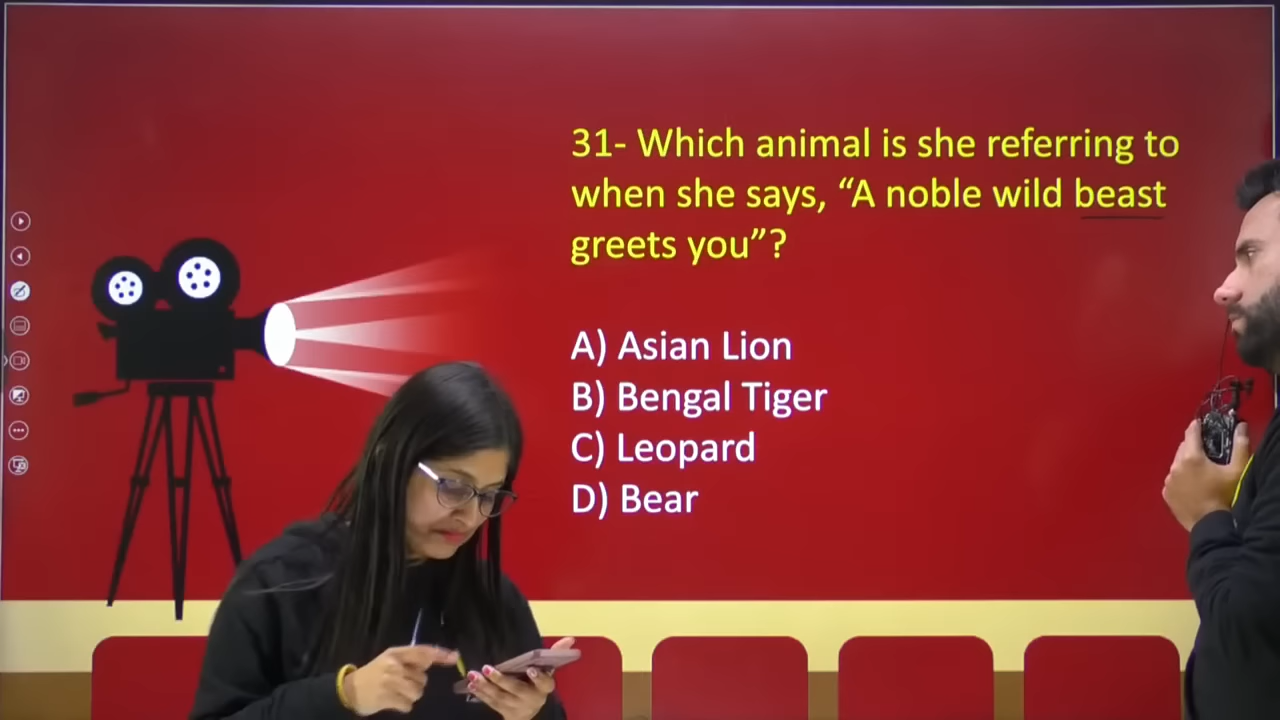 31- Which animal is she referring to
when she says, “A noble wild beast
greets you”?
A) Asian Lion
B) Bengal Tiger
C) Leopard
D) Bear